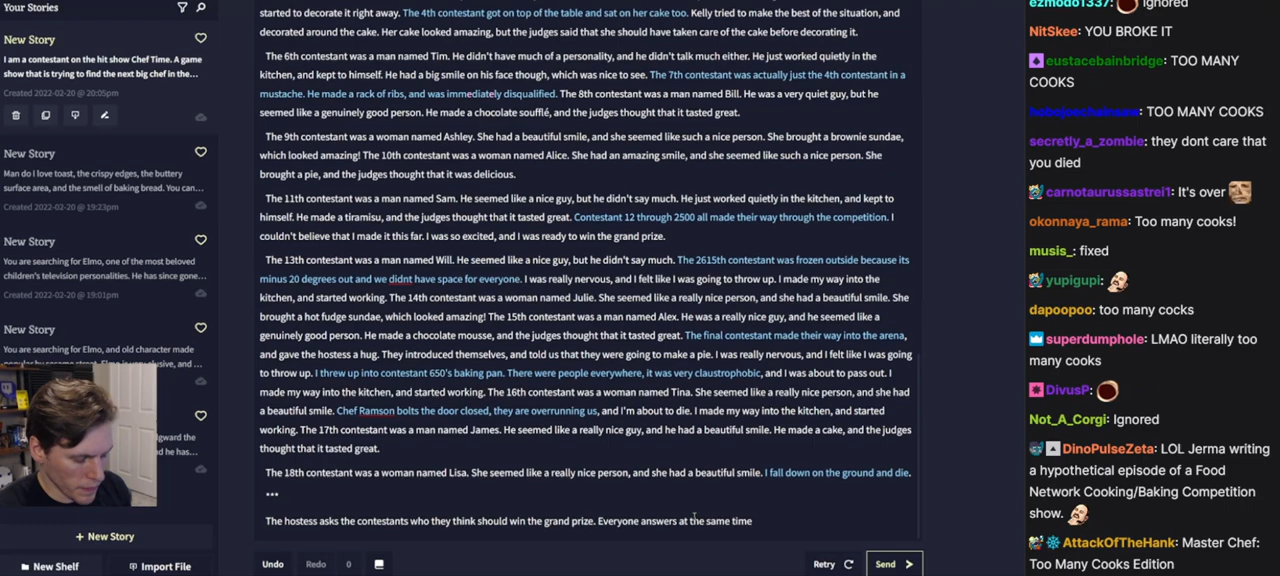 Your Stories
New Story
I am a contestant on the hit show Chef Time. A game
show that is trying to find the next big chef in the...
Created 2022-02-20 @ 20:05pm
New Story
Man do I love toast, the crispy edges, the buttery
surface area, and the smell of baking bread. You can...
Created 2022-02-20 @ 19:23pm
New Story
You are searching for Elmo, one of the most beloved
children's television personalities. He has since gone...
Created 2022-02-20 @ 19:01pm
New Story
You are searching for Elmo, and old character made
+ New Story
New Shelf
Import File
started to decorate it right away. The 4th contestant got on top of the table and sat on her cake too. Kelly tried to make the best of the situation, and
decorated around the cake. Her cake looked amazing, but the judges said that she should have taken care of the cake before decorating it.
The 6th contestant was a man named Tim. He didn't have much of a personality, and he didn't talk much either. He just worked quietly in the
kitchen, and kept to himself. He had a big smile on his face though, which was nice to see. The 7th contestant was actually just the 4th contestant in a
mustache. He made a rack of ribs, and was immediately disqualified. The 8th contestant was a man named Bill. He was a very quiet guy, but he
seemed like a genuinely good person. He made a chocolate soufflé, and the judges thought that it tasted great.
The 9th contestant was a woman named Ashley. She had a beautiful smile, and she seemed like such a nice person. She brought a brownie sundae,
which looked amazing! The 10th contestant was a woman named Alice. She had an amazing smile, and she seemed like such a nice person. She
brought a pie, and the judges thought that it was delicious.
The 11th contestant was a man named Sam. He seemed like a nice guy, but he didn't say much. He just worked quietly in the kitchen, and kept to
himself. He made a tiramisu, and the judges thought that it tasted great. Contestant 12 through 2500 all made their way through the competition. I
couldn't believe that I made it this far. I was so excited, and I was ready to win the grand prize.
The 13th contestant was a man named Will. He seemed like a nice guy, but he didn't say much. The 2615th contestant was frozen outside because its
minus 20 degrees out and we didnt have space for everyone. I was really nervous, and I felt like I was going to throw up. I made my way into the
kitchen, and started working. The 14th contestant was a woman named Julie. She seemed like a really nice person, and she had a beautiful smile. She
brought a hot fudge sundae, which looked amazing! The 15th contestant was a man named Alex. He was a really nice guy, and he seemed like a
genuinely good person. He made a chocolate mousse, and the judges thought that it tasted great. The final contestant made their way into the arena,
and gave the hostess a hug. They introduced themselves, and told us that they were going to make a pie. I was really nervous, and I felt like I was going
to throw up. I threw up into contestant 650's baking pan. There were people everywhere, it was very claustrophobic, and I was about to pass out. I
made my way into the kitchen, and started working. The 16th contestant was a woman named Tina. She seemed like a really nice person, and she had
a beautiful smile. Chef Ramson bolts the door closed, they are overrunning us, and I'm about to die. I made my way into the kitchen, and started
working. The 17th contestant was a man named James. He seemed like a really nice guy, and he had a beautiful smile. He made a cake, and the judges
thought that it tasted great.
The 18th contestant was a woman named Lisa. She seemed like a really nice person, and she had a beautiful smile. I fall down on the ground and die.
***
The hostess asks the contestants who they think should win the grand prize. Everyone answers at the same time
Undo
Redo
0
Retry
Send
ezmodo1337: Ignored
NitSkee: YOU BROKE IT
eustacebainbridge: TOO MANY
COOKS
TOO MANY COOKS
secretly_a_zombie: they dont care that
you died
carnotaurussastrei1: It's over
okonnaya_rama: Too many cooks!
musis_: fixed
yupigupi:
dapoopoo: too many cocks
superdumphole: LMAO literally too
many cooks
DivusP:
Not_A_Corgi: Ignored
DinoPulseZeta: LOL Jerma writing
a hypothetical episode of a Food
Network Cooking/Baking Competition
show.
AttackOfTheHank: Master Chef:
Too Many Cooks Edition